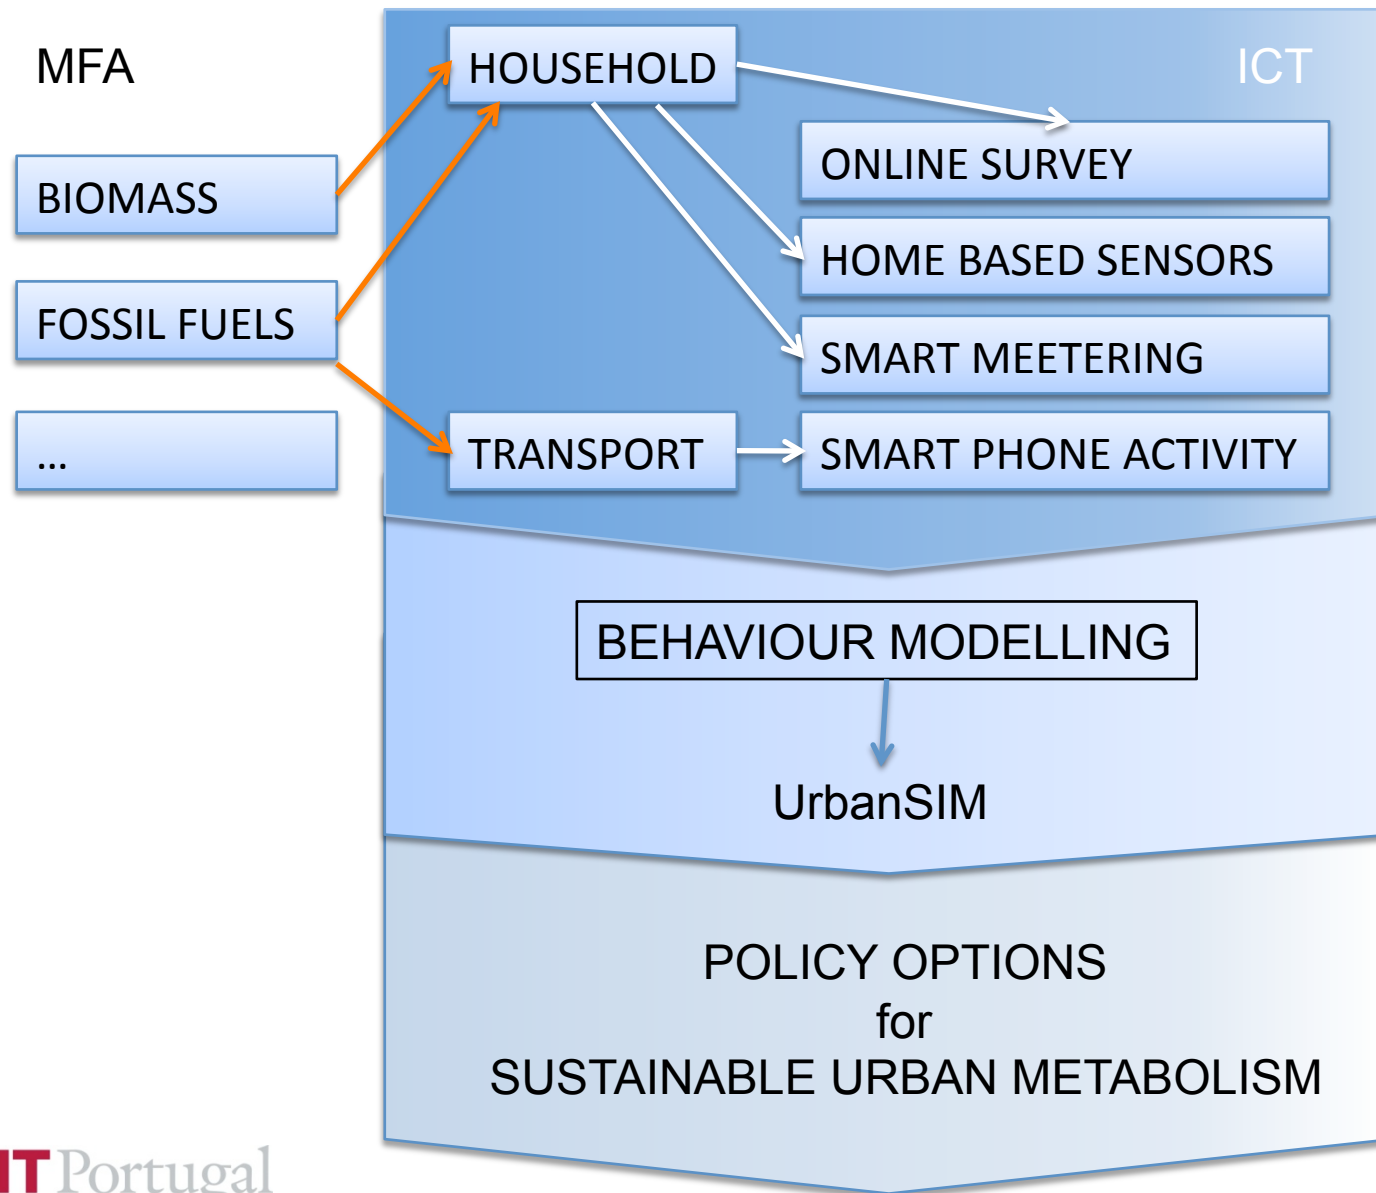 MFA
HOUSEHOLD
ICT
BIOMASS
ONLINE SURVEY
HOME BASED SENSORS
FOSSIL FUELS
SMART MEETERING
...
TRANSPORT
SMART PHONE ACTIVITY
BEHAVIOUR MODELLING
UrbanSIM
POLICY OPTIONS
for
SUSTAINABLE URBAN METABOLISM
IT Portugal